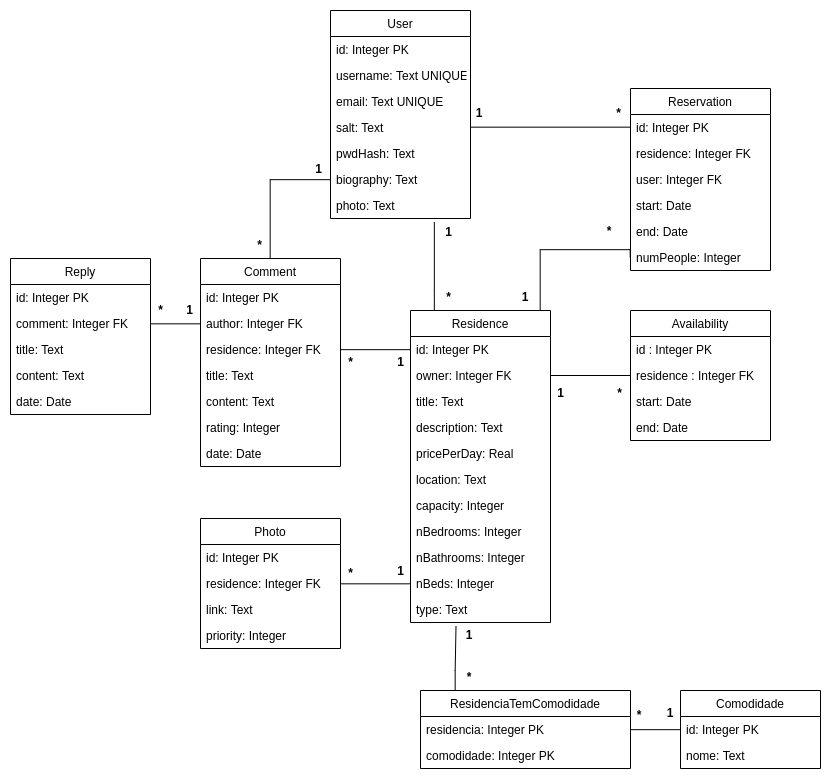 User
id: Integer PK
username: Text UNIQUE
email: Text UNIQUE
salt: Text
pwdHash: Text
biography: Text
photo: Text
1
*
1
*
1
*
Reservation
id: Integer PK
residence: Integer FK
user: Integer FK
start: Date
end: Date
numPeople: Integer
*
1
Reply
id: Integer PK
comment: Integer FK
title: Text
content: Text
date: Date
*
1
Comment
id: Integer PK
author: Integer FK
residence: Integer FK
title: Text
content: Text
rating: Integer
date: Date
*
1
Residence
id: Integer PK
owner: Integer FK
title: Text
description: Text
pricePerDay: Real
location: Text
capacity: Integer
nBedrooms: Integer
nBathrooms: Integer
nBeds: Integer
type: Text
1
*
Availability
id : Integer PK
residence : Integer FK
start: Date
end: Date
Photo
id: Integer PK
residence: Integer FK
link: Text
priority: Integer
*
1
1
*
ResidenciaTemComodidade
residencia: Integer PK
comodidade: Integer PK
*
1
Comodidade
id: Integer PK
nome: Text